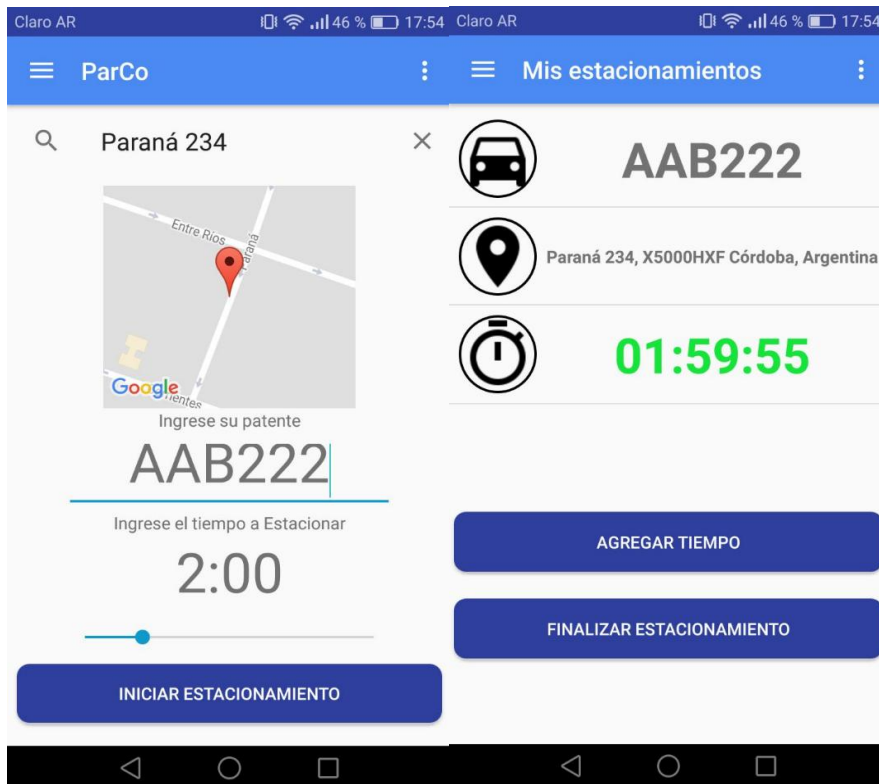 Claro AR 46 % 17:54
ParCo
Paraná 234
Entre Ríos
Paraná
Google
entes
Ingrese su patente
AAB222
Ingrese el tiempo a Estacionar
2:00
INICIAR ESTACIONAMIENTO
Claro AR 46 % 17:54
Mis estacionamientos
AAB222
Paraná 234, X5000HXF Córdoba, Argentina
01:59:55
AGREGAR TIEMPO
FINALIZAR ESTACIONAMIENTO